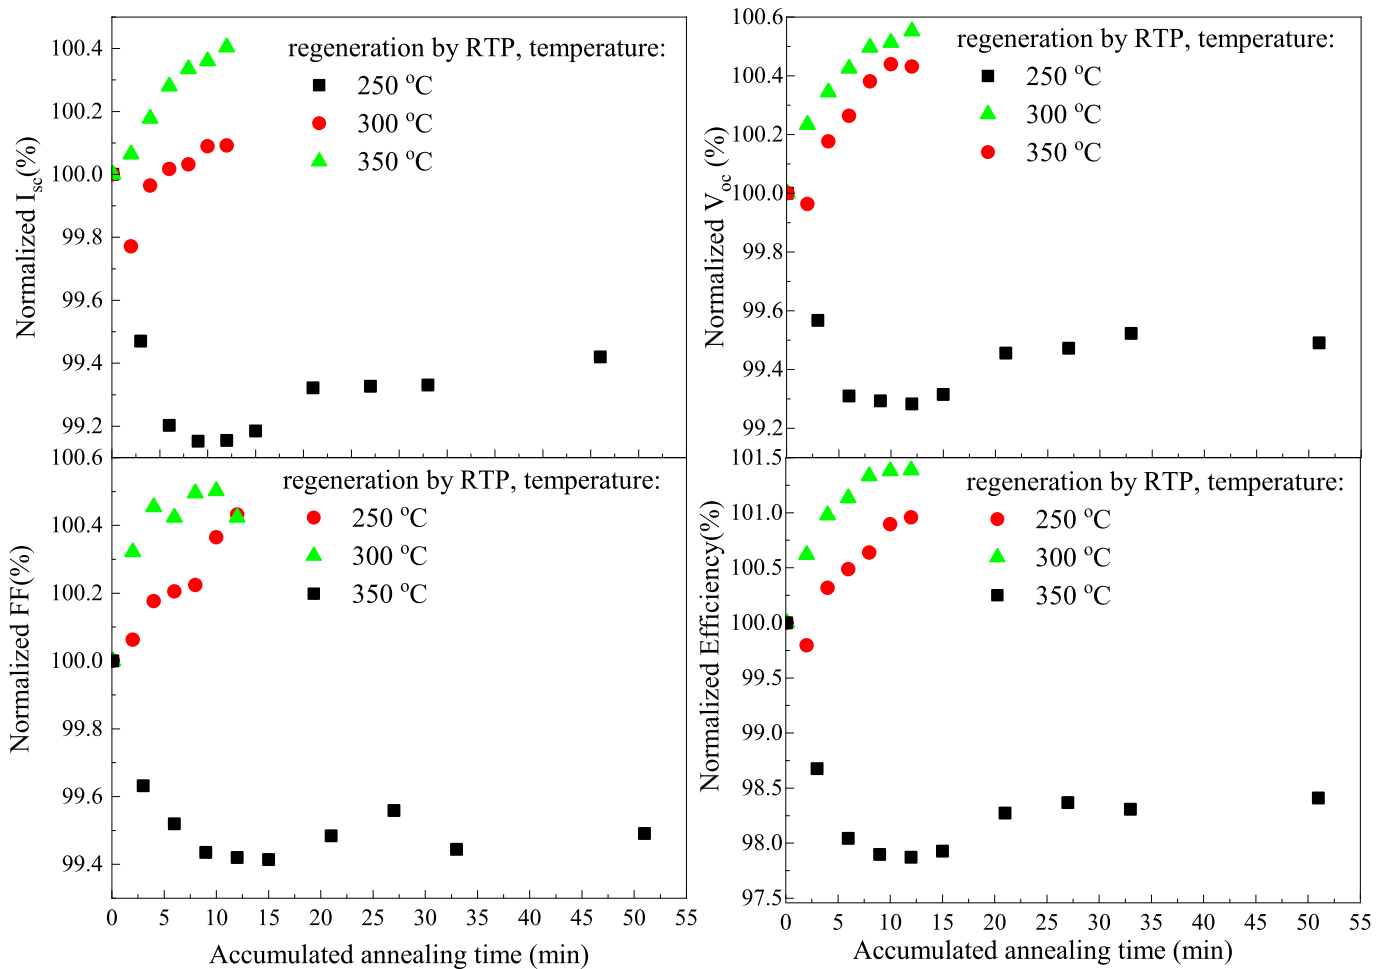 regeneration by RTP, temperature:
250 °C
300 °C
350 °C
Normalized Isc(%)
100.4
100.2
100.0
99.8
99.6
99.4
99.2
regeneration by RTP, temperature:
250 °C
300 °C
350 °C
Normalized Voc (%)
100.6
100.4
100.2
100.0
99.8
99.6
99.4
99.2
regeneration by RTP, temperature:
250 °C
300 °C
350 °C
Normalized FF(%)
100.6
100.4
100.2
100.0
99.8
99.6
99.4
0 5 10 15 20 25 30 35 40 45 50 55
Accumulated annealing time (min)
regeneration by RTP, temperature:
250 °C
300 °C
350 °C
Normalized Efficiency(%)
101.5
101.0
100.5
100.0
99.5
99.0
98.5
98.0
97.5
0 5 10 15 20 25 30 35 40 45 50 55
Accumulated annealing time (min)